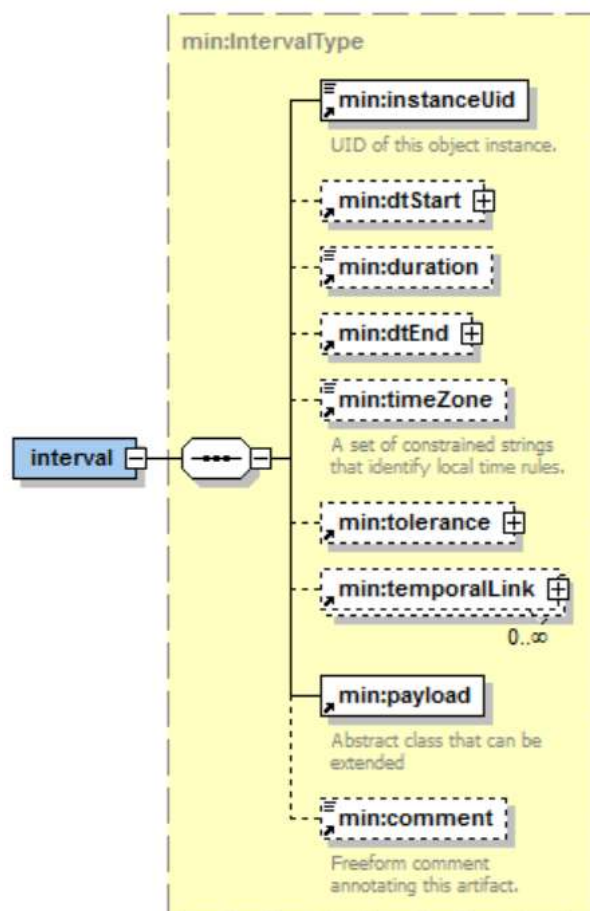 min:IntervalType
min:instanceUid
UID of this object instance.
min:dtStart
min:duration
min:dtEnd
min:timeZone
A set of constrained strings
that identify local time rules.
interval
min:tolerance
min:temporalLink
0..∞
min:payload
Abstract class that can be
extended
min:comment
Freeform comment
annotating this artifact.